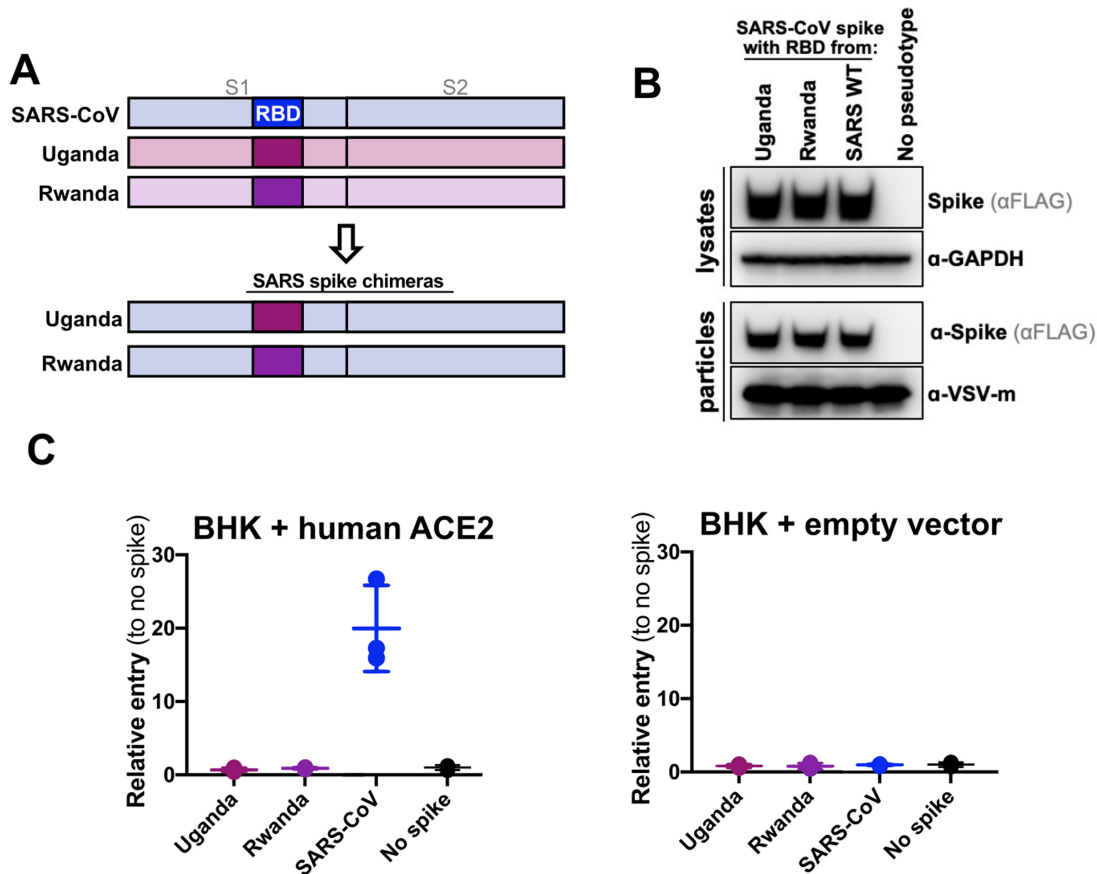 A
S1
S2
SARS-CoV
RBD
Uganda
Rwanda
SARS spike chimeras
Uganda
Rwanda
B
SARS-CoV spike
with RBD from:
Uganda
Rwanda
SARS WT
No pseudotype
lysates
Spike (αFLAG)
α-GAPDH
particles
α-Spike (αFLAG)
α-VSV-m
C
BHK + human ACE2
Relative entry (to no spike)
30
20
10
0
Uganda
Rwanda
SARS-CoV
No spike
BHK + empty vector
Relative entry (to no spike)
30
20
10
0
Uganda
Rwanda
SARS-CoV
No spike